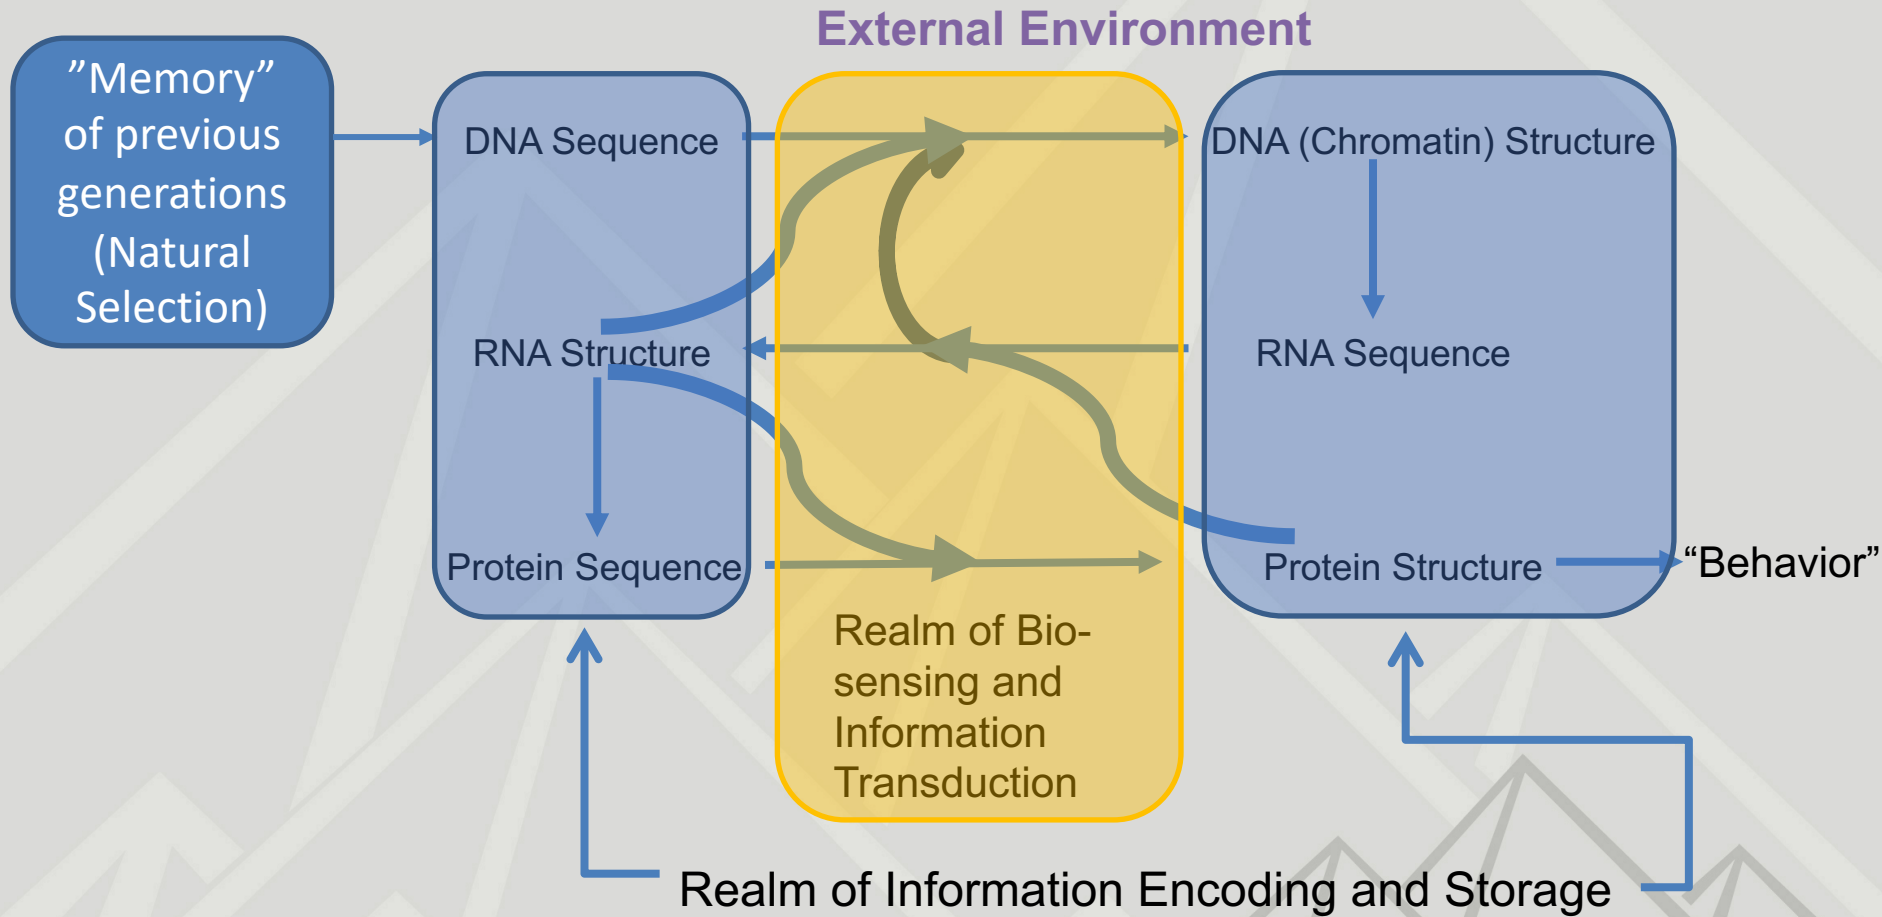 External Environment
”Memory”
of previous
generations
(Natural
Selection)
DNA Sequence
DNA (Chromatin) Structure
RNA Structure
RNA Sequence
Protein Sequence
Protein Structure
“Behavior”
Realm of Bio-
sensing and
Information
Transduction
Realm of Information Encoding and Storage